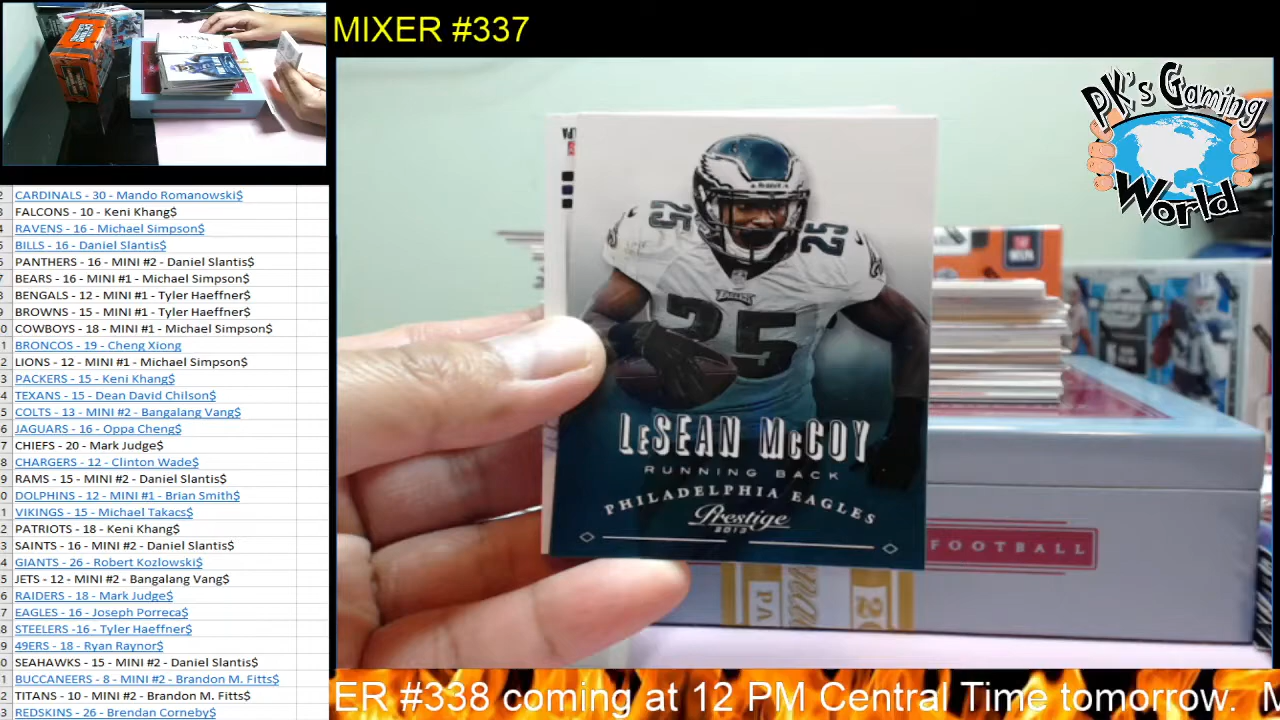 MIXER #337
PK's Gaming
World
CARDINALS - 30 - Mando Romanowski$
FALCONS - 10 - Keni Khang$
RAVENS - 16 - Michael Simpson$
BILLS - 16 - Daniel Slantis$
PANTHERS - 16 - MINI #2 - Daniel Slantis$
BEARS - 16 - MINI #1 - Michael Simpson$
BENGALS - 12 - MINI #1 - Tyler Haeffner$
BROWNS - 15 - MINI #1 - Tyler Haeffner$
COWBOYS - 18 - MINI #1 - Michael Simpson$
BRONCOS - 19 - Cheng Xiong
LIONS - 12 - MINI #1 - Michael Simpson$
PACKERS - 15 - Keni Khang$
TEXANS - 15 - Dean David Chilson$
COLTS - 13 - MINI #2 - Bangalang Vang$
JAGUARS - 16 - Oppa Cheng$
CHIEFS - 20 - Mark Judge$
CHARGERS - 12 - Clinton Wade$
RAMS - 15 - MINI #2 - Daniel Slantis$
DOLPHINS - 12 - MINI #1 - Brian Smith$
VIKINGS - 15 - Michael Takacs$
PATRIOTS - 18 - Keni Khang$
SAINTS - 16 - MINI #2 - Daniel Slantis$
GIANTS - 26 - Robert Kozlowski$
JETS - 12 - MINI #2 - Bangalang Vang$
RAIDERS - 18 - Mark Judge$
EAGLES - 16 - Joseph Porreca$
STEELERS -16 - Tyler Haeffner$
49ERS - 18 - Ryan Raynor$
SEAHAWKS - 15 - MINI #2 - Daniel Slantis$
BUCCANEERS - 8 - MINI #2 - Brandon M. Fitts$
TITANS - 10 - MINI #2 - Brandon M. Fitts$
REDSKINS - 26 - Brendan Corneby$
25
25
EAGLES
25
LESEAN McCOY
RUNNING BACK
PHILADELPHIA EAGLES
Prestige
2013
FOOTBALL
PA
20
ER #338 coming at 12 PM Central Time tomorrow. M